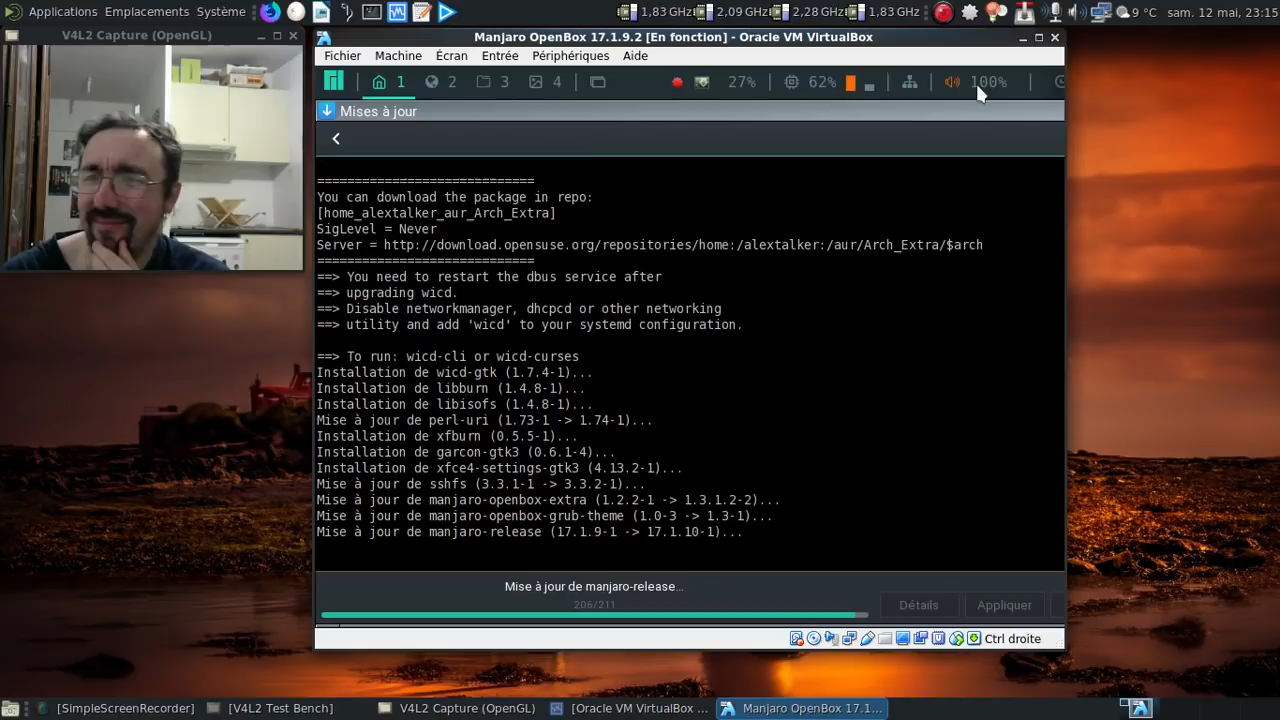 Applications Emplacements Système
1,83 GHz 2,09 GHz 2,28 GHz 1,83 GHz
9 °C sam. 12 mai, 23:15
V4L2 Capture (OpenGL)
Manjaro OpenBox 17.1.9.2 [En fonction] - Oracle VM VirtualBox
Fichier Machine Écran Entrée Périphériques Aide
1 2 3 4 27% 62% 100%
Mises à jour
=============================
You can download the package in repo:
[home_alextalker_aur_Arch_Extra]
SigLevel = Never
Server = http://download.opensuse.org/repositories/home:/alextalker:/aur/Arch_Extra/$arch
=============================
==> You need to restart the dbus service after
==> upgrading wicd.
==> Disable networkmanager, dhcpcd or other networking
==> utility and add 'wicd' to your systemd configuration.
==> To run: wicd-cli or wicd-curses
Installation de wicd-gtk (1.7.4-1)...
Installation de libburn (1.4.8-1)...
Installation de libisofs (1.4.8-1)...
Mise à jour de perl-uri (1.73-1 -> 1.74-1)...
Installation de xfburn (0.5.5-1)...
Installation de garcon-gtk3 (0.6.1-4)...
Installation de xfce4-settings-gtk3 (4.13.2-1)...
Mise à jour de sshfs (3.3.1-1 -> 3.3.2-1)...
Mise à jour de manjaro-openbox-extra (1.2.2-1 -> 1.3.1.2-2)...
Mise à jour de manjaro-openbox-grub-theme (1.0-3 -> 1.3-1)...
Mise à jour de manjaro-release (17.1.9-1 -> 17.1.10-1)...
Mise à jour de manjaro-release...
206/211
Détails Appliquer
Ctrl droite
[SimpleScreenRecorder] [V4L2 Test Bench] V4L2 Capture (OpenGL) [Oracle VM VirtualBox ... Manjaro OpenBox 17.1...